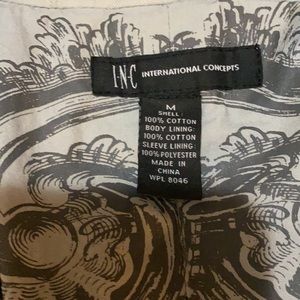 I·N·C INTERNATIONAL CONCEPTS
M
SHELL
100% COTTON
BODY LINING:
100% COTTON
SLEEVE LINING:
100% POLYESTER
MADE IN
CHINA
WPL 8046